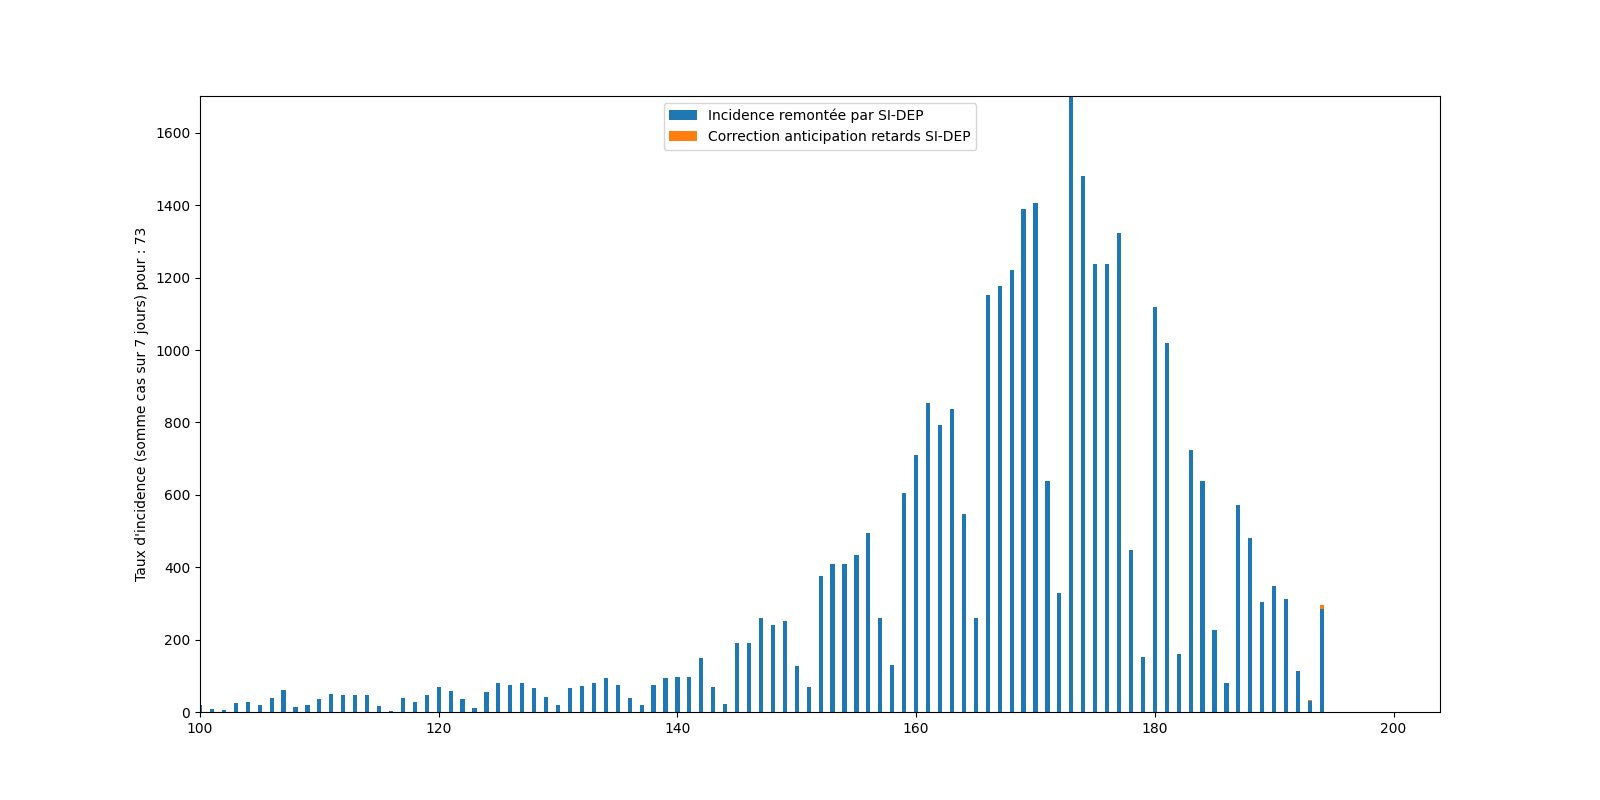 Incidence remontée par SI-DEP
Correction anticipation retards SI-DEP
Taux d'incidence (somme cas sur 7 jours) pour : 73
1600
1400
1200
1000
800
600
400
200
0
100 120 140 160 180 200